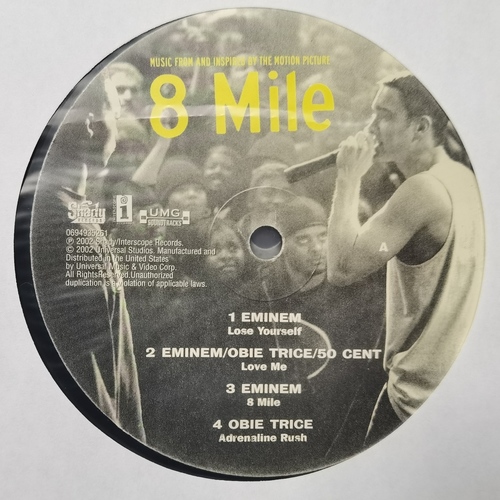 MUSIC FROM AND INSPIRED BY THE MOTION PICTURE
8 Mile
Shady
RECORDS
i
UMG
SOUNDTRACKS
0694935251
℗ 2002 Shady/Interscope Records.
© 2002 Universal Studios. Manufactured and
Distributed in the United States
by Universal Music & Video Corp.
All RightsReserved.Unauthorized
duplication is a violation of applicable laws.
A
1 EMINEM
Lose Yourself
2 EMINEM/OBIE TRICE/50 CENT
Love Me
3 EMINEM
8 Mile
4 OBIE TRICE
Adrenaline Rush